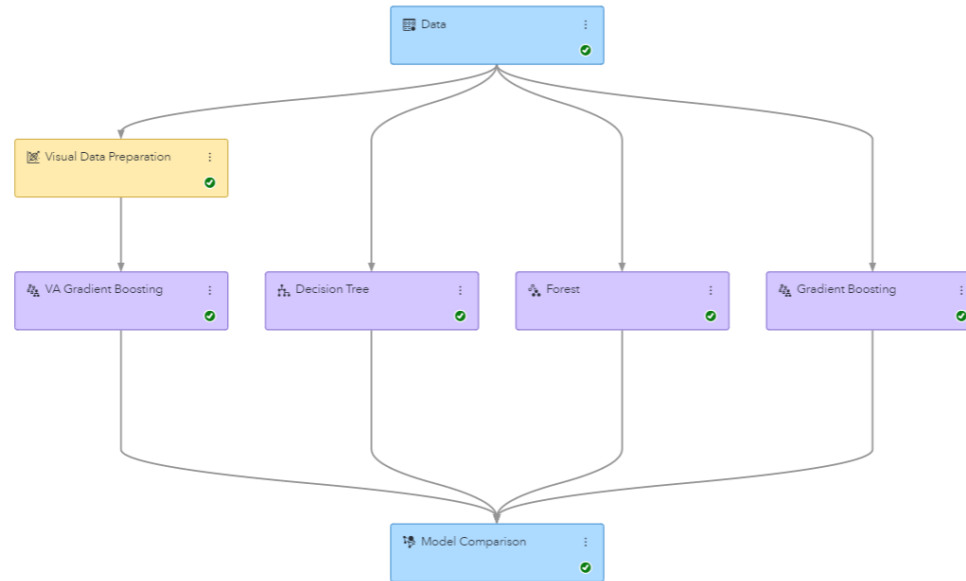 Data
Visual Data Preparation
VA Gradient Boosting
Decision Tree
Forest
Gradient Boosting
Model Comparison